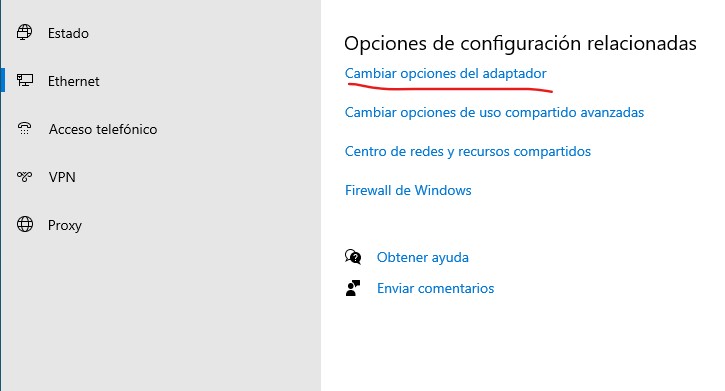 Estado
Ethernet
Acceso telefónico
VPN
Proxy
Opciones de configuración relacionadas
Cambiar opciones del adaptador
Cambiar opciones de uso compartido avanzadas
Centro de redes y recursos compartidos
Firewall de Windows
Obtener ayuda
Enviar comentarios